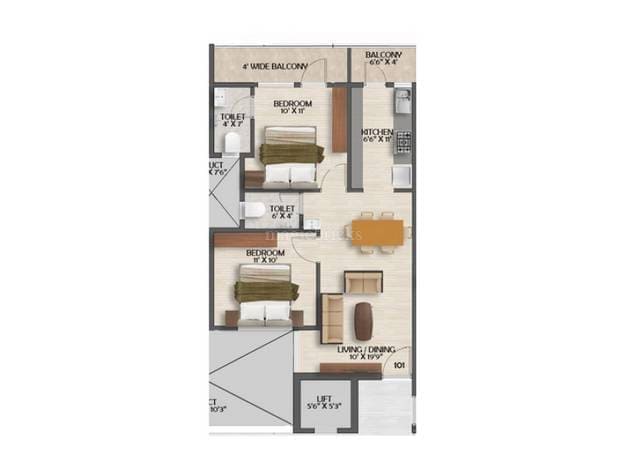 BALCONY
6'6" X 4'
4' WIDE BALCONY
BEDROOM
10' X 11'
TOILET
4' X 7'
KITCHEN
6'6" X 11'
UCT
X 7'6"
TOILET
6' X 4'
BEDROOM
11' X 10'
LIVING / DINING
10' X 19'9"
101
LIFT
5'6" X 5'3"
CT
10'3"